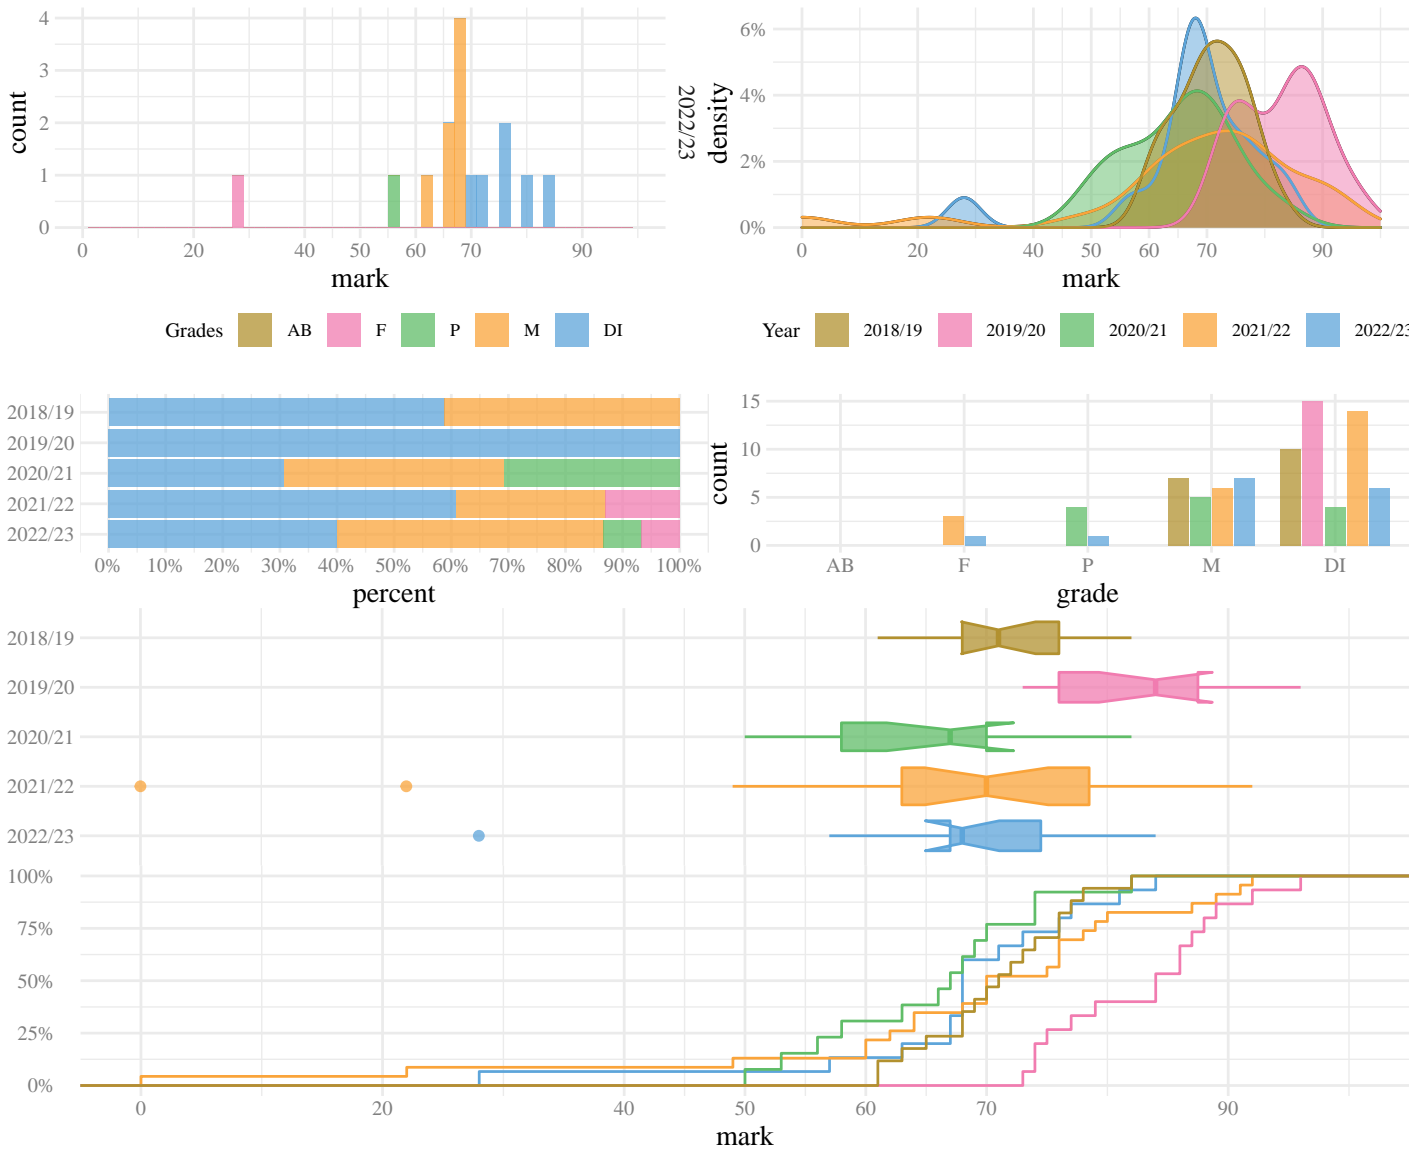 4
3
2
1
0
count
0 20 40 50 60 70 90
mark
2022/23
6%
4%
2%
0%
density
0 20 40 50 60 70 90
mark
Grades AB F P M DI
Year 2018/19 2019/20 2020/21 2021/22 2022/23
2018/19
2019/20
2020/21
2021/22
2022/23
0% 10% 20% 30% 40% 50% 60% 70% 80% 90% 100%
percent
15
10
5
0
count
AB F P M DI
grade
2018/19
2019/20
2020/21
2021/22
2022/23
100%
75%
50%
25%
0%
0 20 40 50 60 70 90
mark